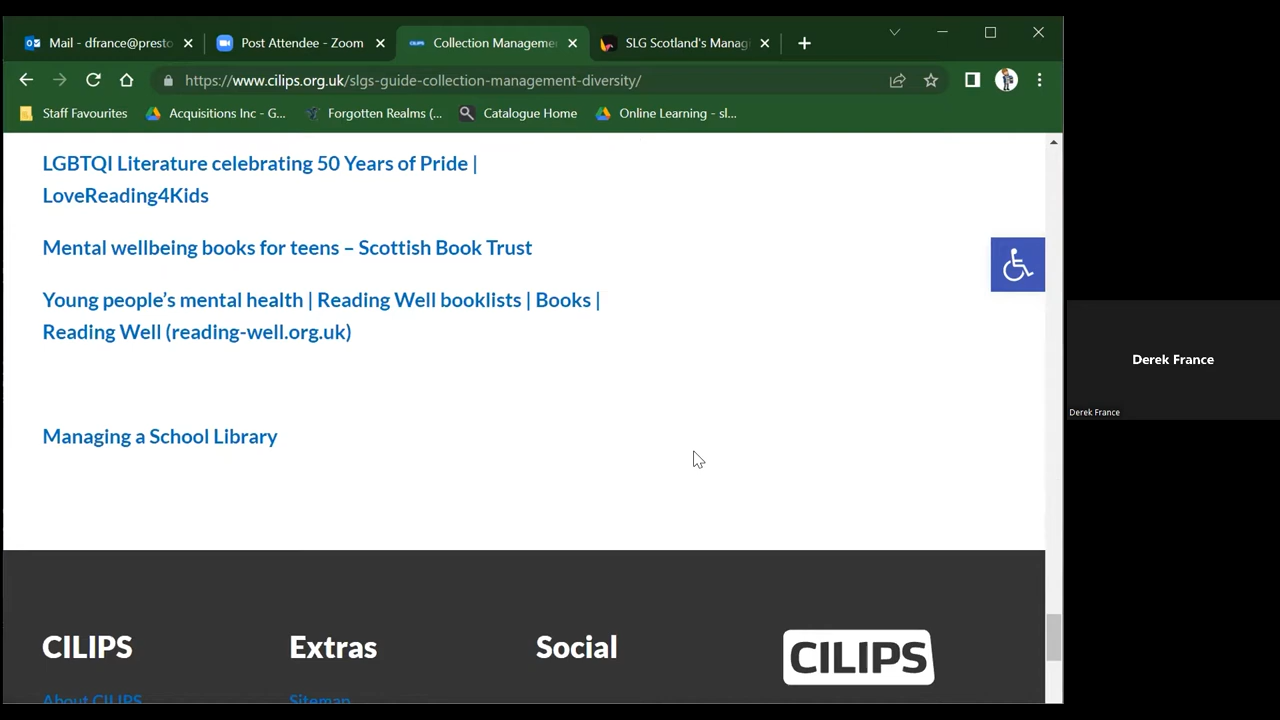 Mail - dfrance@presto
Post Attendee - Zoom
Collection Manageme
SLG Scotland's Manag
https://www.cilips.org.uk/slgs-guide-collection-management-diversity/
Staff Favourites
Acquisitions Inc - G...
Forgotten Realms (...
Catalogue Home
Online Learning - sl...
LGBTQI Literature celebrating 50 Years of Pride |
LoveReading4Kids
Mental wellbeing books for teens – Scottish Book Trust
Young people’s mental health | Reading Well booklists | Books |
Reading Well (reading-well.org.uk)
Managing a School Library
Derek France
Derek France
CILIPS
Extras
Social
CILIPS
About CILIPS
Sitemap